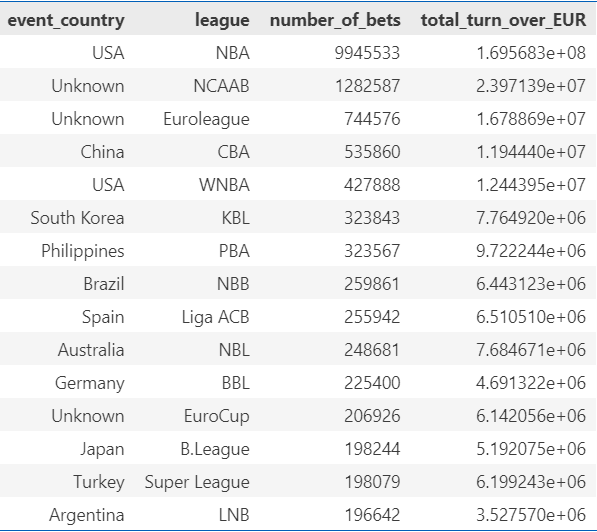 event_country league number_of_bets total_turn_over_EUR
USA NBA 9945533 1.695683e+08
Unknown NCAAB 1282587 2.397139e+07
Unknown Euroleague 744576 1.678869e+07
China CBA 535860 1.194440e+07
USA WNBA 427888 1.244395e+07
South Korea KBL 323843 7.764920e+06
Philippines PBA 323567 9.722244e+06
Brazil NBB 259861 6.443123e+06
Spain Liga ACB 255942 6.510510e+06
Australia NBL 248681 7.684671e+06
Germany BBL 225400 4.691322e+06
Unknown EuroCup 206926 6.142056e+06
Japan B.League 198244 5.192075e+06
Turkey Super League 198079 6.199243e+06
Argentina LNB 196642 3.527570e+06